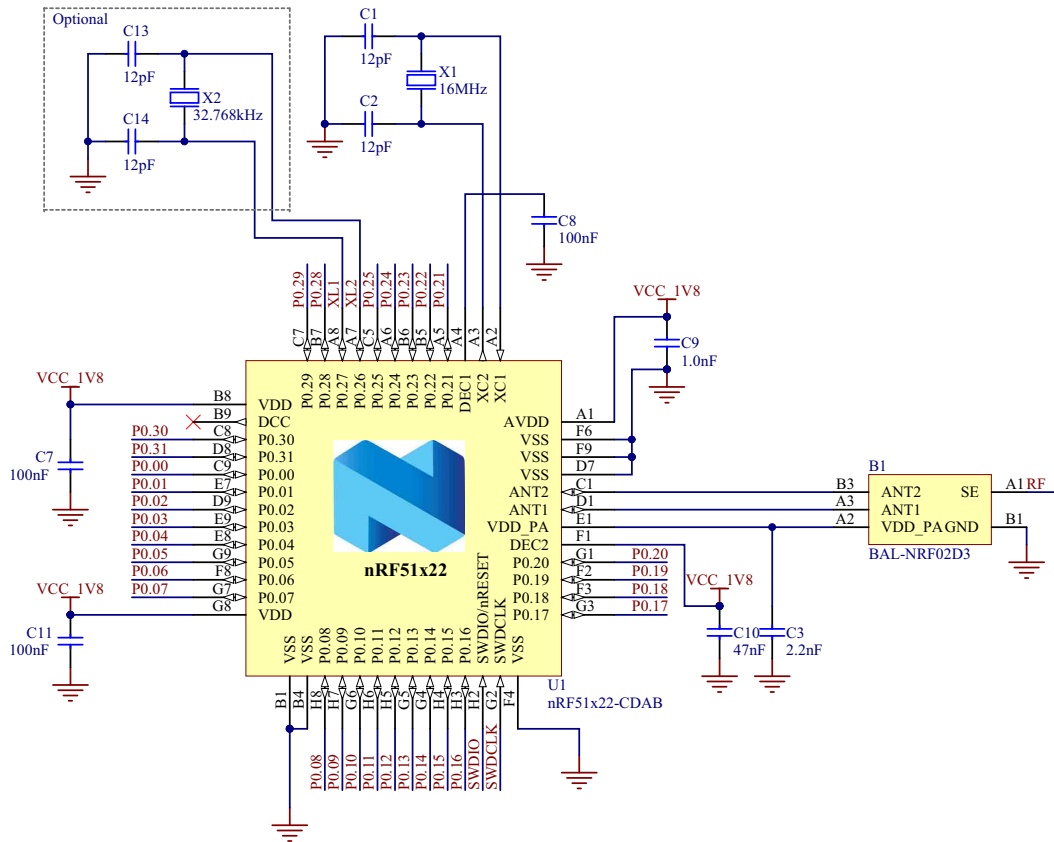 Optional
C13
12pF
X2
32.768kHz
C14
12pF
C1
12pF
X1
16MHz
C2
12pF
C8
100nF
P0.29
P0.28
XL1
XL2
P0.25
P0.24
P0.23
P0.22
P0.21
C7
B7
A8
A7
C5
A6
B6
B5
A5
A4
A3
A2
P0.29
P0.28
P0.27
P0.26
P0.25
P0.24
P0.23
P0.22
P0.21
DEC1
XC2
XC1
VCC_1V8
C9
1.0nF
VCC_1V8
C7
100nF
B8 VDD
B9 DCC
P0.30 C8 P0.30
P0.31 D8 P0.31
P0.00 C9 P0.00
P0.01 E7 P0.01
P0.02 D9 P0.02
P0.03 E9 P0.03
P0.04 E8 P0.04
P0.05 G9 P0.05
P0.06 F8 P0.06
P0.07 G7 P0.07
G8 VDD
VCC_1V8
C11
100nF
nRF51x22
AVDD A1
VSS F6
VSS F9
VSS D7
ANT2 C1
ANT1 D1
VDD_PA E1
DEC2 F1
P0.20 G1 P0.20
P0.19 F2 P0.19
P0.18 F3 P0.18
P0.17 G3 P0.17
B1
B3 ANT2 SE A1 RF
A3 ANT1
A2 VDD_PA GND B1
BAL-NRF02D3
VCC_1V8
C10
47nF
C3
2.2nF
VSS
VSS
P0.08
P0.09
P0.10
P0.11
P0.12
P0.13
P0.14
P0.15
P0.16
SWDIO/nRESET
SWDCLK
VSS
U1
nRF51x22-CDAB
B1
B4
H8
H7
G6
H6
H5
G5
G4
H4
H3
H2
G2
F4
P0.08
P0.09
P0.10
P0.11
P0.12
P0.13
P0.14
P0.15
P0.16
SWDIO
SWDCLK